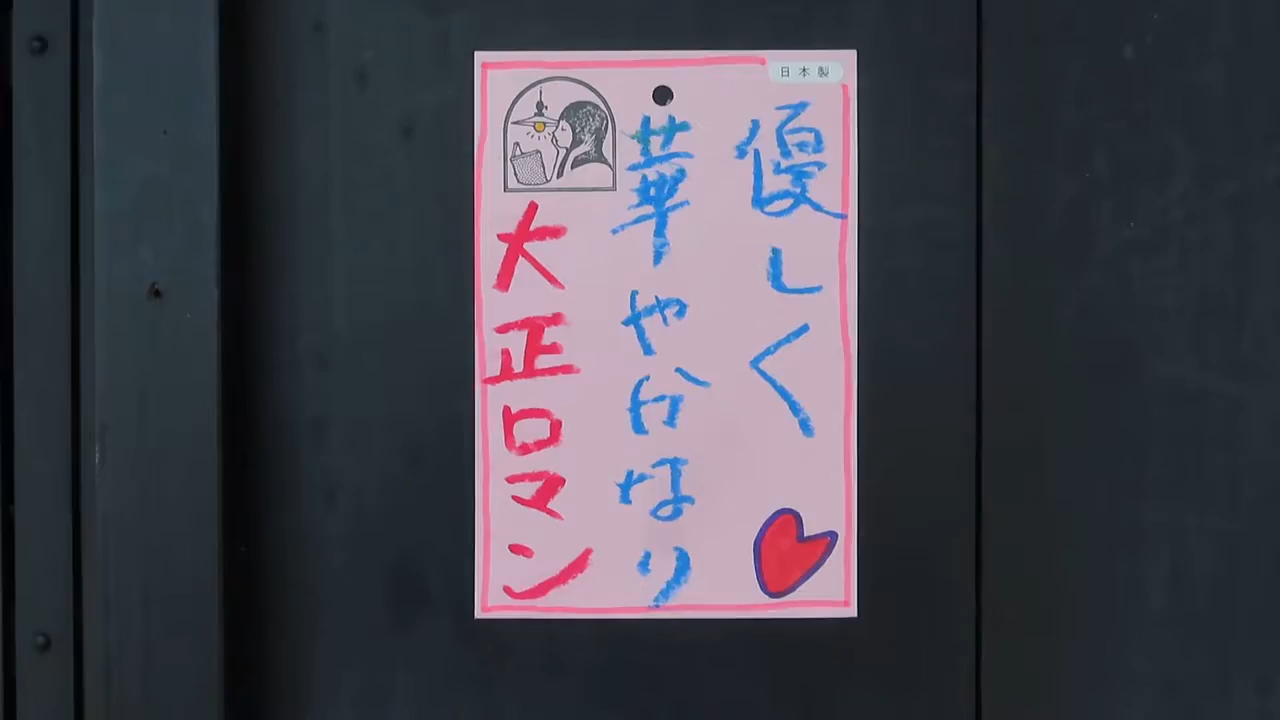 日本製
優しく
華やかなり
大正ロマン